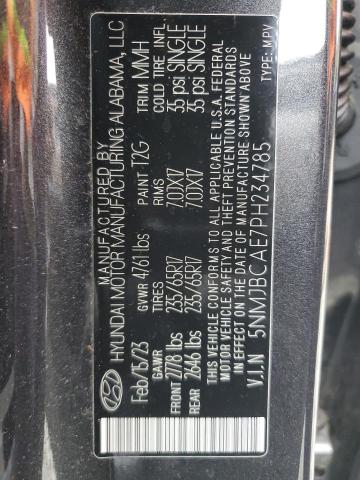 MANUFACTURED BY
HYUNDAI MOTOR MANUFACTURING ALABAMA, LLC
Feb/15/23 GVWR 4761 lbs PAINT T2G TRIM MMH
GAWR TIRES RIMS COLD TIRE INFL.
FRONT 2778 lbs 235/65R17 7.0JX17 35 psi SINGLE
REAR 2646 lbs 235/65R17 7.0JX17 35 psi SINGLE
THIS VEHICLE CONFORMS TO ALL APPLICABLE U.S.A. FEDERAL
MOTOR VEHICLE SAFETY AND THEFT PREVENTION STANDARDS
IN EFFECT ON THE DATE OF MANUFACTURE SHOWN ABOVE
V.I.N 5NMJBCAE7PH234785 TYPE: MPV